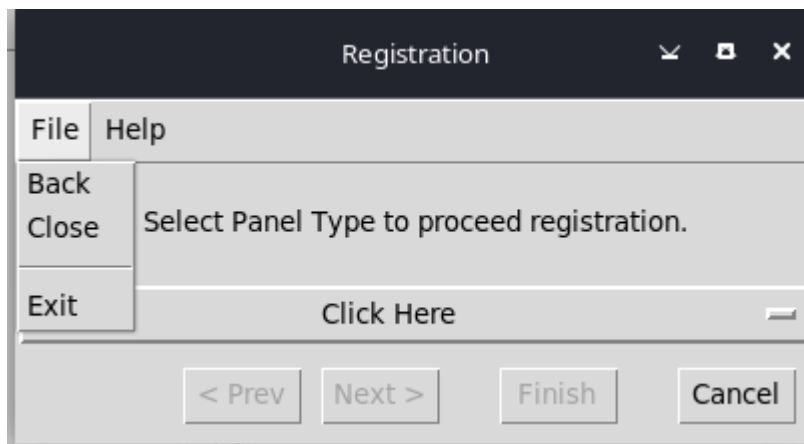 Registration
File Help
Back
Close
Select Panel Type to proceed registration.
Exit
Click Here
< Prev Next > Finish Cancel